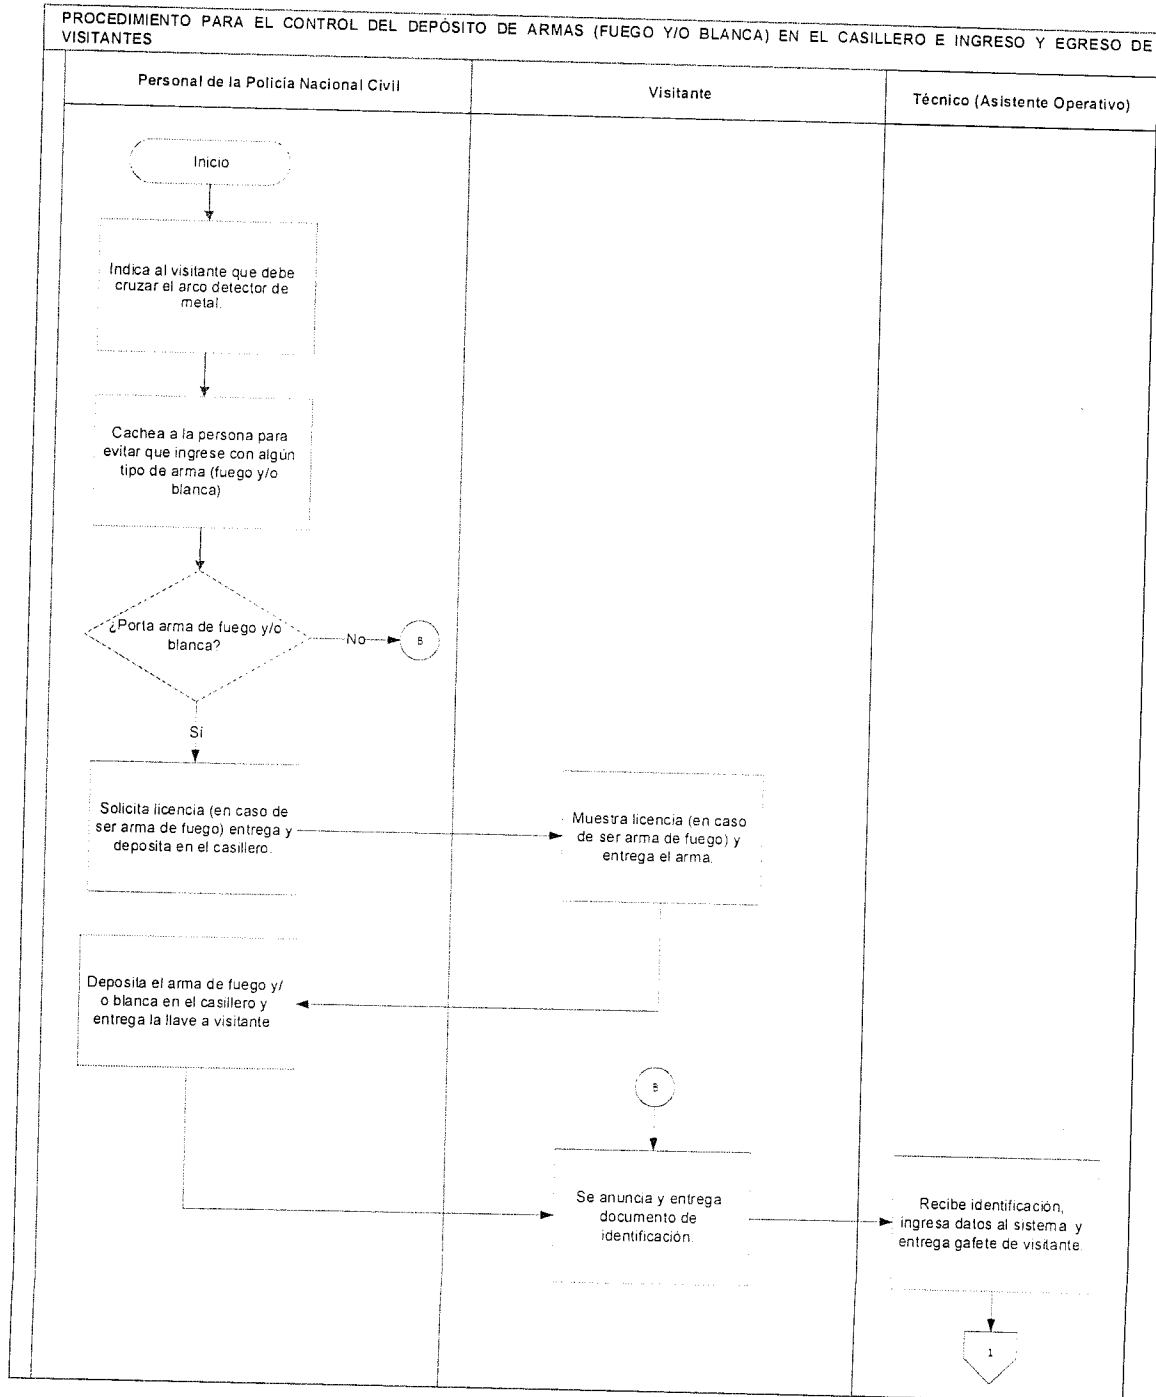 PROCEDIMIENTO PARA EL CONTROL DEL DEPÓSITO DE ARMAS (FUEGO Y/O BLANCA) EN EL CASILLERO E INGRESO Y EGRESO DE
VISITANTES
Personal de la Policía Nacional Civil
Visitante
Técnico (Asistente Operativo)
Inicio
Indica al visitante que debe
cruzar el arco detector de
metal.
Cachea a la persona para
evitar que ingrese con algún
tipo de arma (fuego y/o
blanca)
¿Porta arma de fuego y/o
blanca?
No
B
Sí
Solicita licencia (en caso de
ser arma de fuego) entrega y
deposita en el casillero.
Muestra licencia (en caso
de ser arma de fuego) y
entrega el arma.
Deposita el arma de fuego y/
o blanca en el casillero y
entrega la llave a visitante
B
Se anuncia y entrega
documento de
identificación.
Recibe identificación,
ingresa datos al sistema y
entrega gafete de visitante.
1